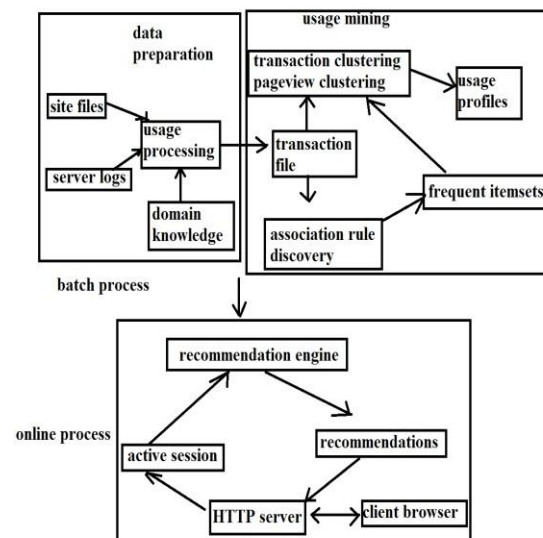 data
preparation
site files
usage
processing
server logs
domain
knowledge
usage mining
transaction clustering
pageview clustering
usage
profiles
transaction
file
frequent itemsets
association rule
discovery
batch process
recommendation engine
online process
active session
recommendations
HTTP server
client browser